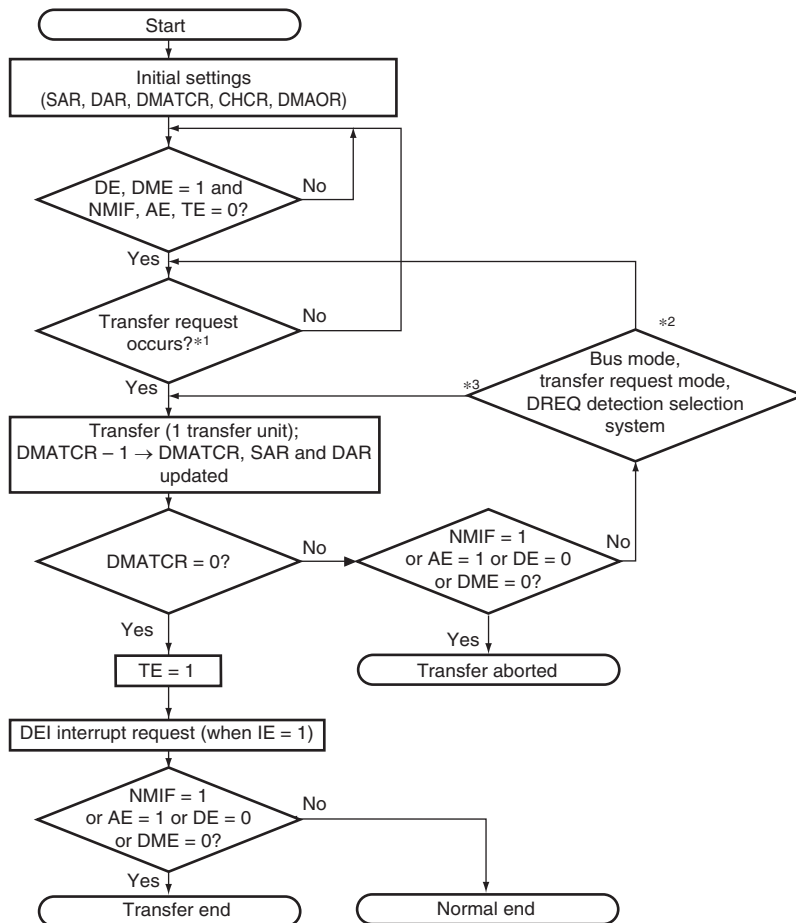 Start
Initial settings
(SAR, DAR, DMATCR, CHCR, DMAOR)
DE, DME = 1 and
NMIF, AE, TE = 0?
No
Yes
Transfer request
occurs?*1
No
Yes
*2
Bus mode,
transfer request mode,
DREQ detection selection
system
*3
Transfer (1 transfer unit);
DMATCR – 1 → DMATCR, SAR and DAR
updated
DMATCR = 0?
No
NMIF = 1
or AE = 1 or DE = 0
or DME = 0?
No
Yes
Yes
TE = 1
Transfer aborted
DEI interrupt request (when IE = 1)
NMIF = 1
or AE = 1 or DE = 0
or DME = 0?
No
Yes
Transfer end
Normal end